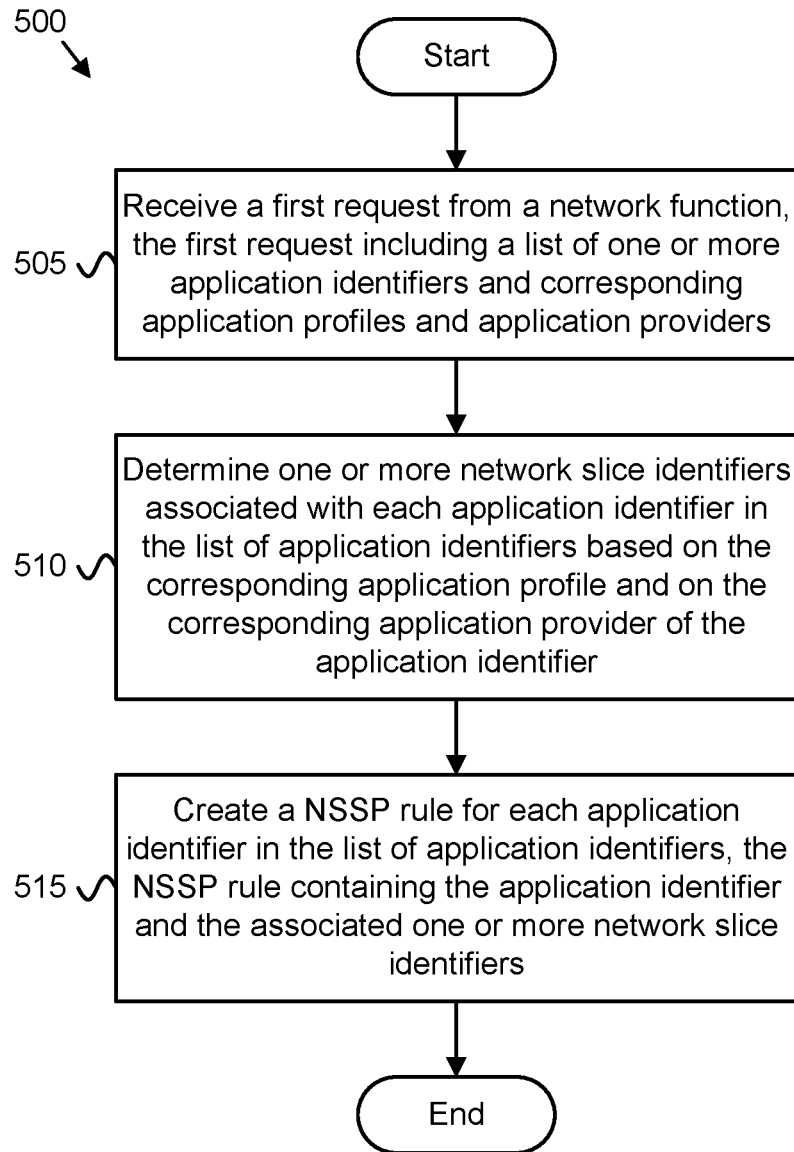 500
Start
505
Receive a first request from a network function,
the first request including a list of one or more
application identifiers and corresponding
application profiles and application providers
510
Determine one or more network slice identifiers
associated with each application identifier in
the list of application identifiers based on the
corresponding application profile and on the
corresponding application provider of the
application identifier
515
Create a NSSP rule for each application
identifier in the list of application identifiers, the
NSSP rule containing the application identifier
and the associated one or more network slice
identifiers
End